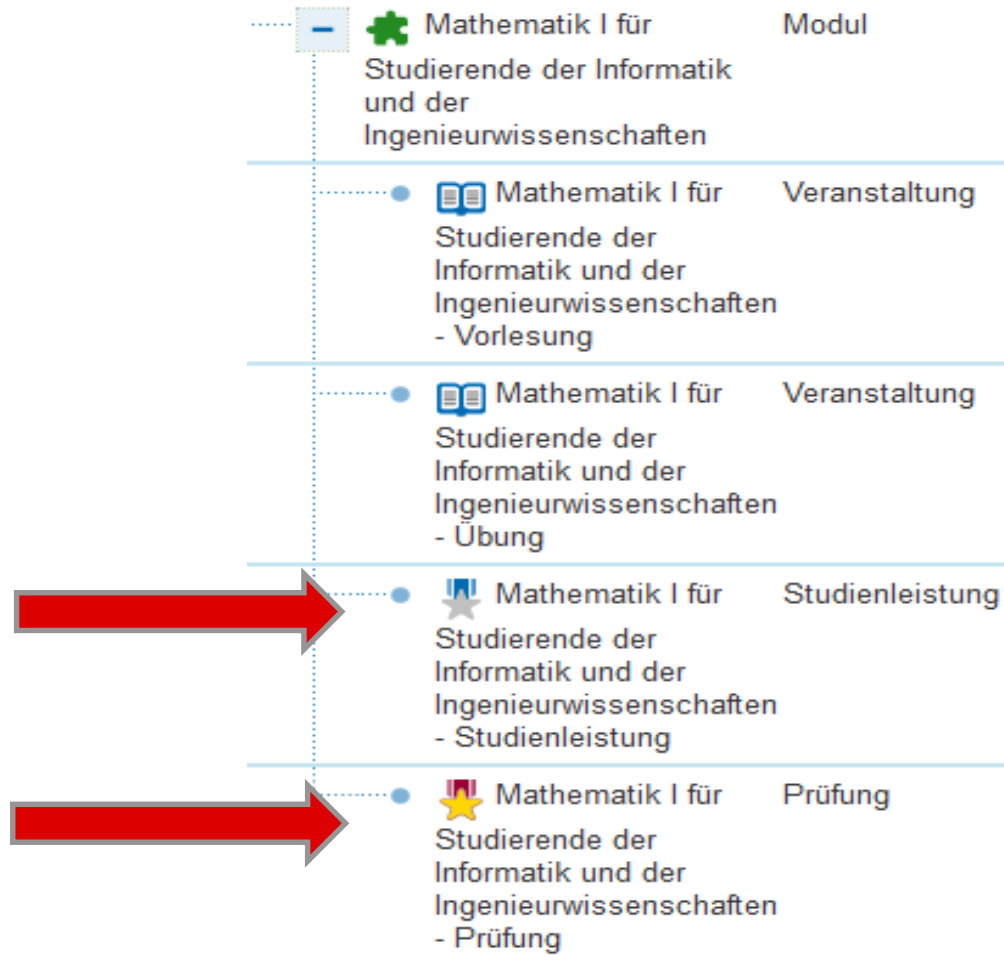 Mathematik I für Modul
Studierende der Informatik
und der
Ingenieurwissenschaften
Mathematik I für Veranstaltung
Studierende der
Informatik und der
Ingenieurwissenschaften
- Vorlesung
Mathematik I für Veranstaltung
Studierende der
Informatik und der
Ingenieurwissenschaften
- Übung
Mathematik I für Studienleistung
Studierende der
Informatik und der
Ingenieurwissenschaften
- Studienleistung
Mathematik I für Prüfung
Studierende der
Informatik und der
Ingenieurwissenschaften
- Prüfung